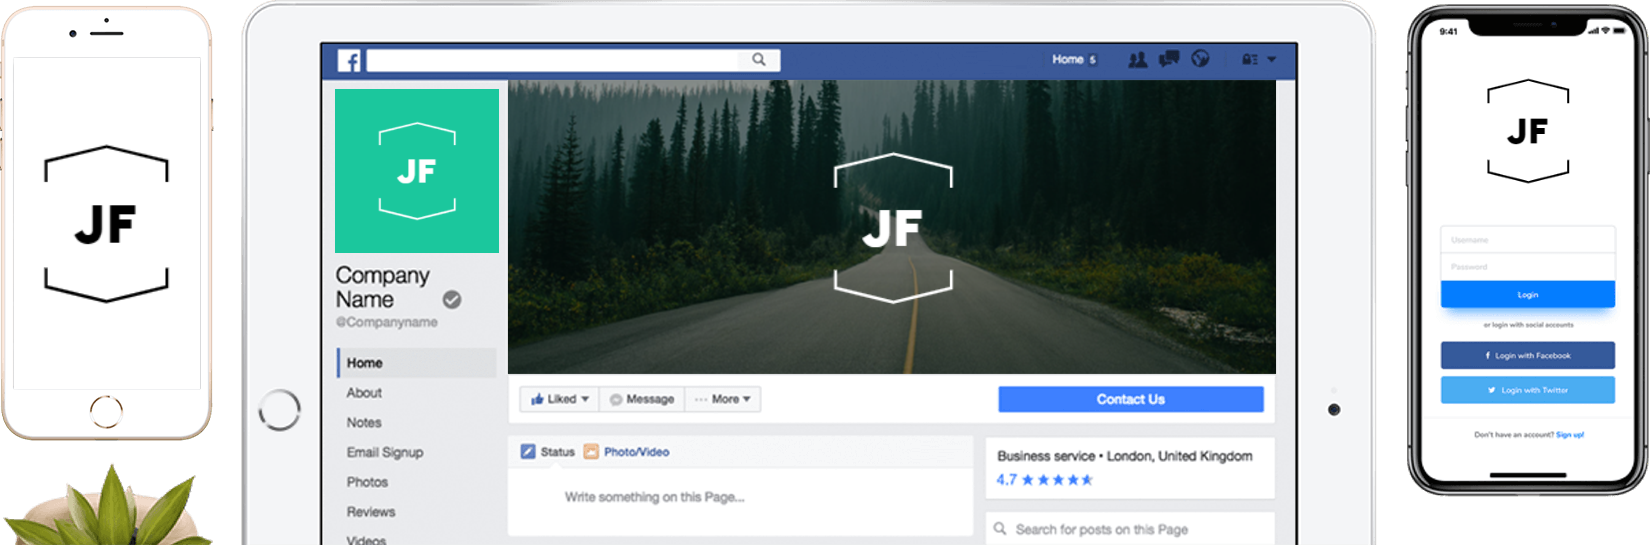 JF
Home 5
JF
Company
Name
@Companyname
Home
About
Notes
Email Signup
Photos
Reviews
Videos
JF
Liked
Message
More
Contact Us
Status
Photo/Video
Write something on this Page...
Business service • London, United Kingdom
4.7
Search for posts on this Page
9:41
JF
Username
Password
Login
or login with social accounts
Login with Facebook
Login with Twitter
Don't have an account? Sign up!